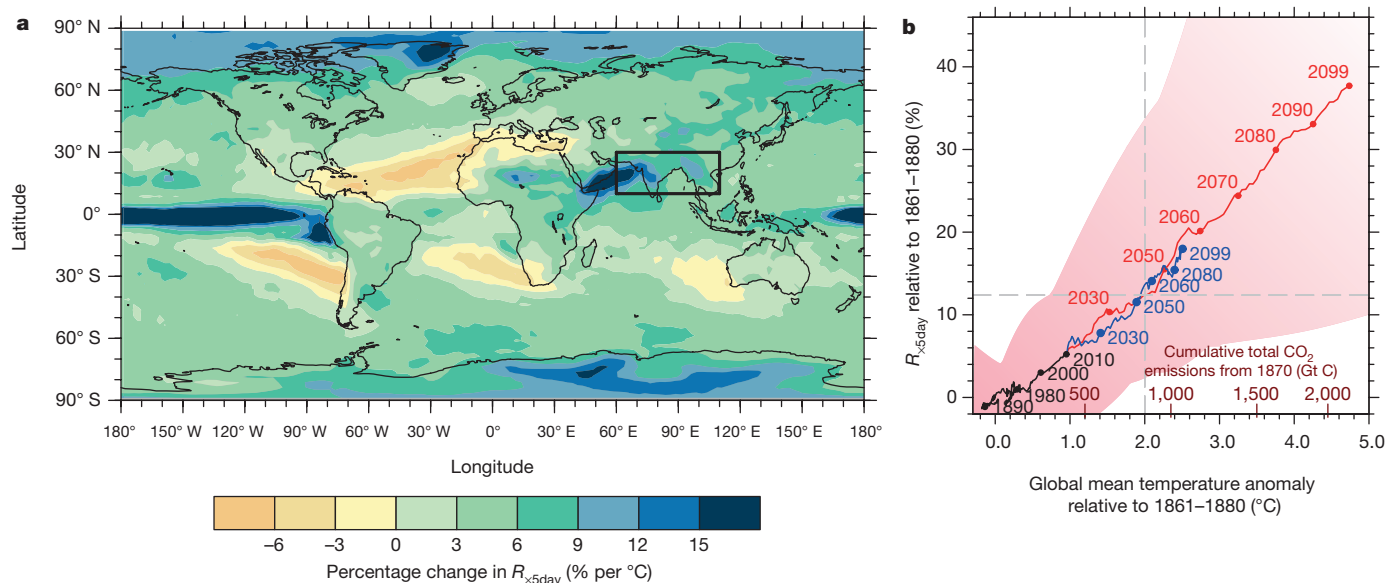 a
90° N
60° N
30° N
0°
30° S
60° S
90° S
Latitude
180° 150° W 120° W 90° W 60° W 30° W 0° 30° E 60° E 90° E 120° E 150° E 180°
Longitude
−6 −3 0 3 6 9 12 15
Percentage change in R×5day (% per °C)
b
40
30
20
10
0
R×5day relative to 1861–1880 (%)
2099
2090
2080
2070
2060
2050
2099
2080
2060
2050
2030
2030
2010
2000
980
1890
Cumulative total CO2
emissions from 1870 (Gt C)
500 1,000 1,500 2,000
0.0 1.0 2.0 3.0 4.0 5.0
Global mean temperature anomaly
relative to 1861–1880 (°C)